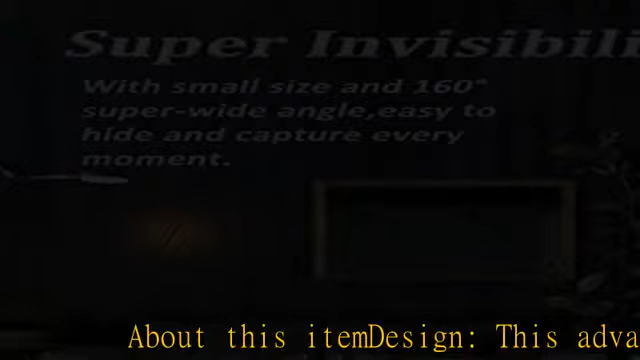 Super Invisibili
With small size and 160°
super-wide angle,easy to
hide and capture every
moment.
About this itemDesign: This adva